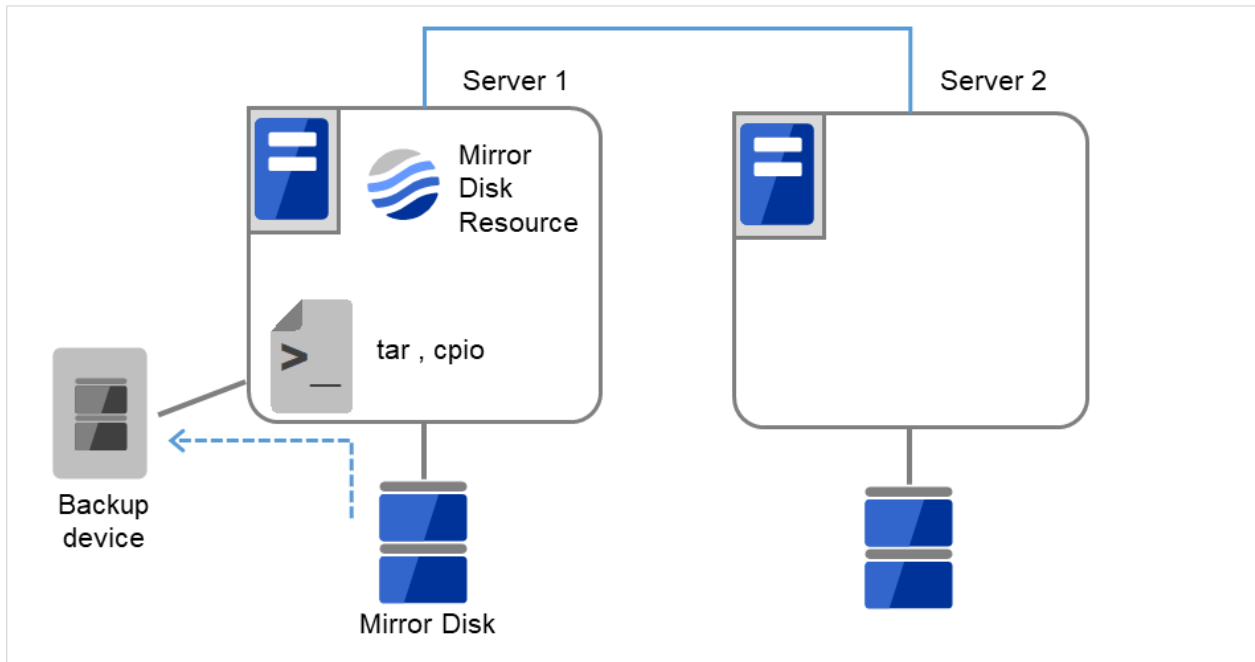 Server 1
Server 2
Mirror
Disk
Resource
>_
tar , cpio
Backup
device
Mirror Disk